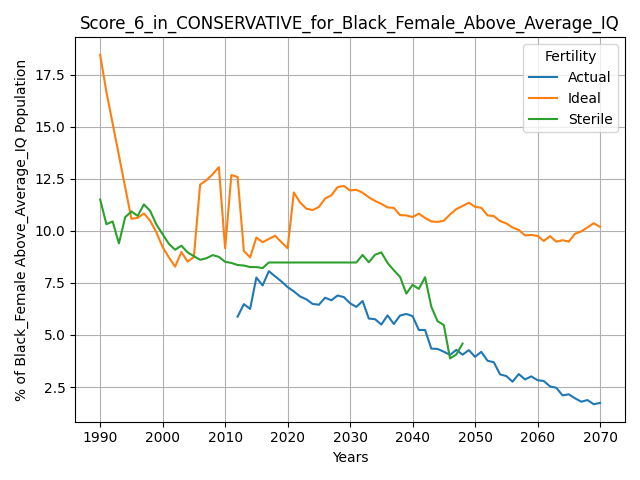 Score_6_in_CONSERVATIVE_for_Black_Female_Above_Average_IQ
% of Black_Female Above_Average_IQ Population
17.5
15.0
12.5
10.0
7.5
5.0
2.5
Fertility
Actual
Ideal
Sterile
1990 2000 2010 2020 2030 2040 2050 2060 2070
Years